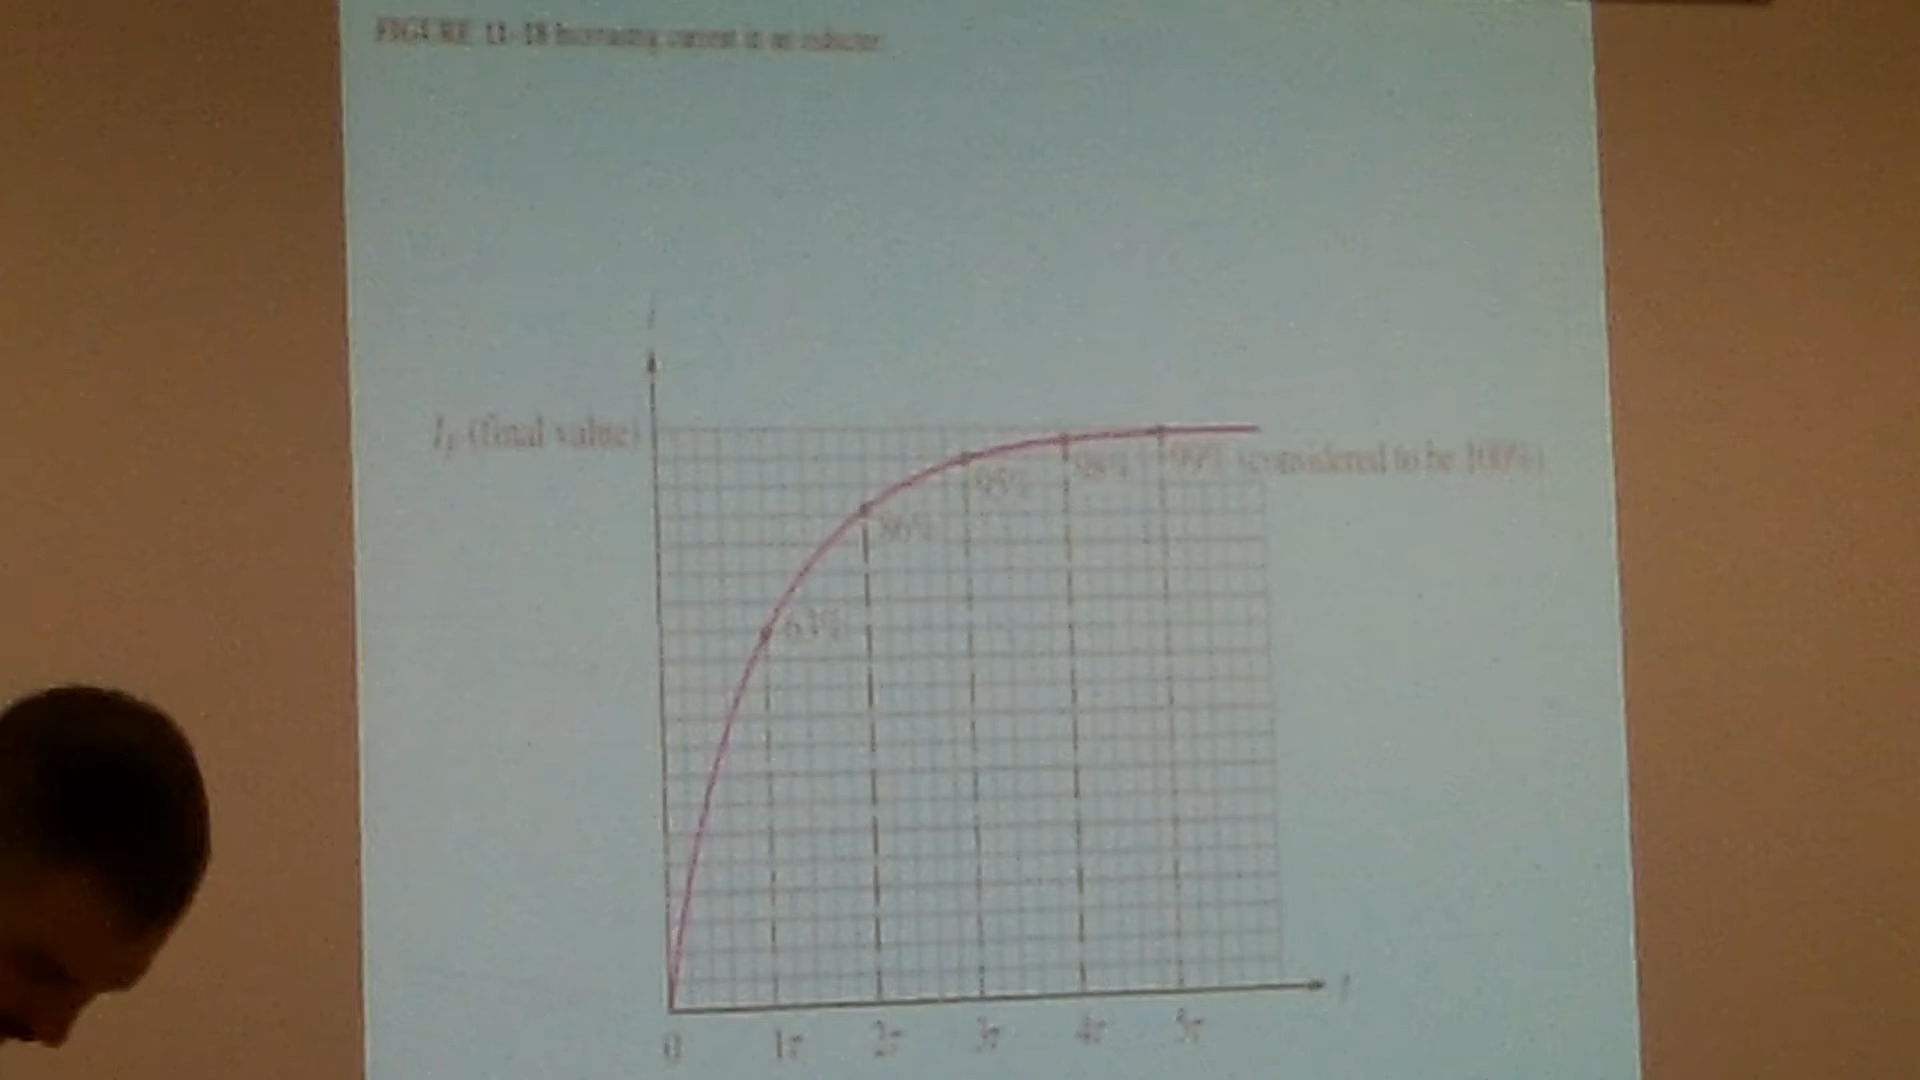 FIGURE 11-18 Increasing current in an inductor
i
I_F (final value)
63%
86%
95%
98%
99% (considered to be 100%)
0 1τ 2τ 3τ 4τ 5τ t